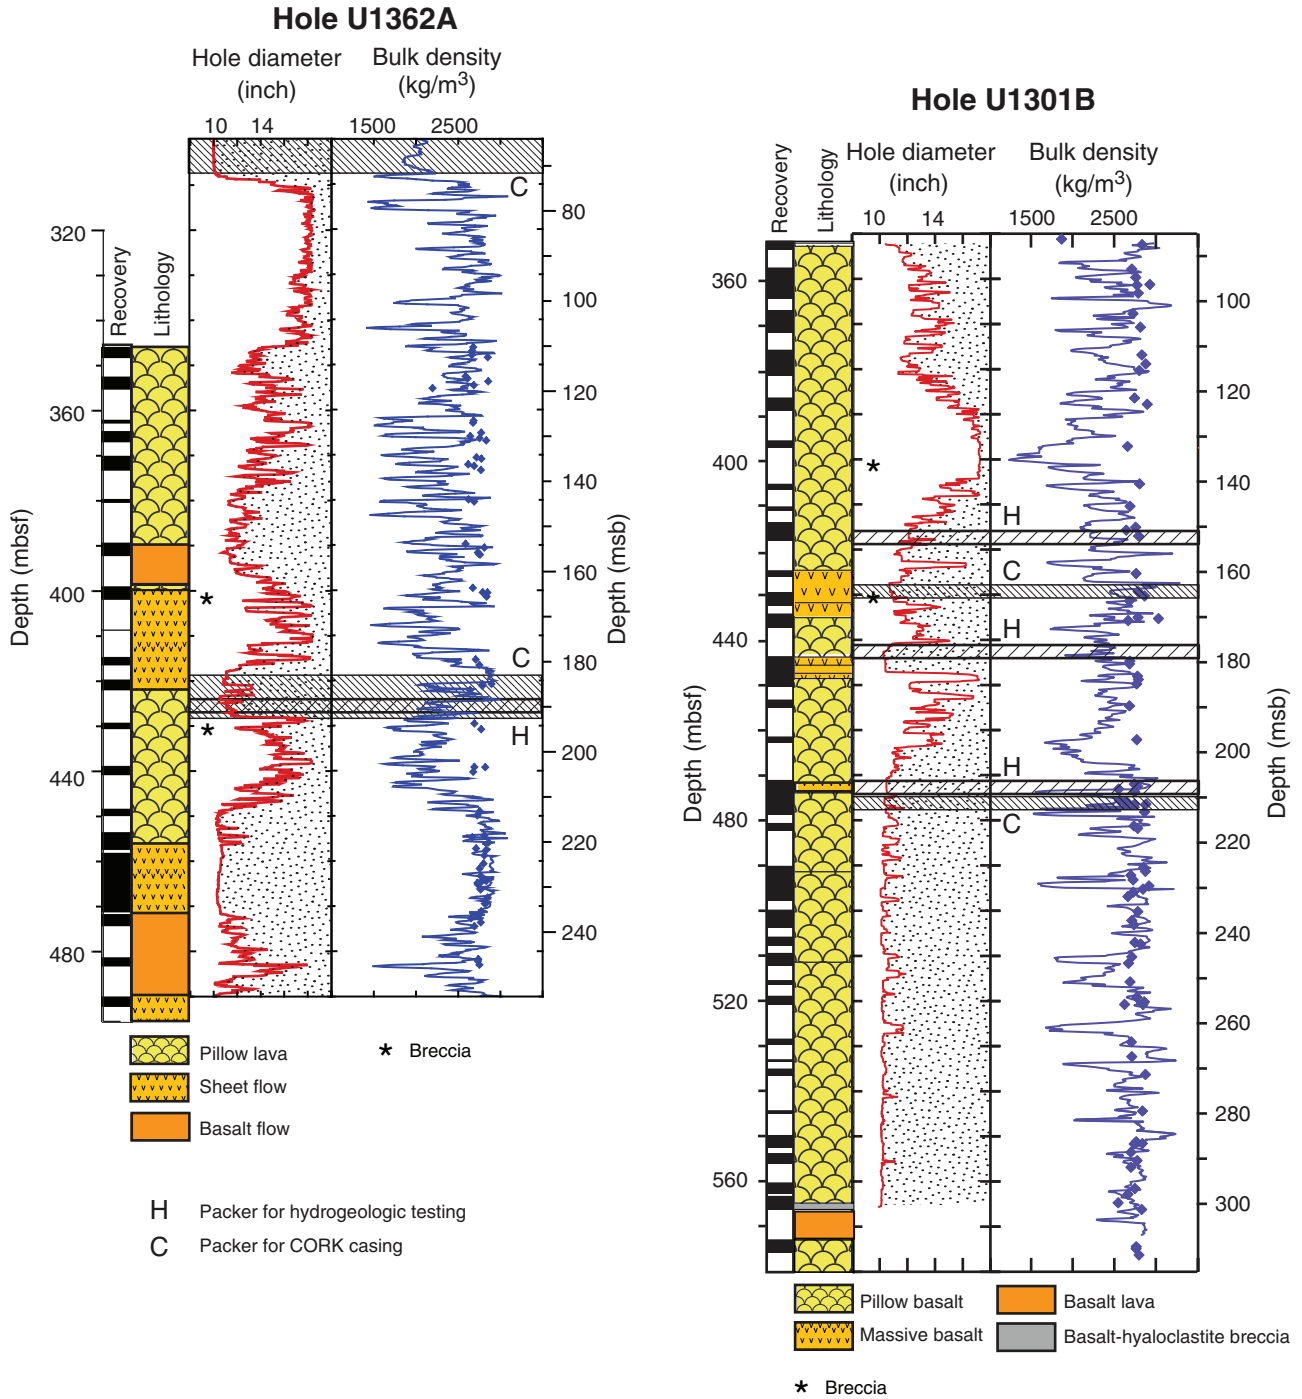 Hole U1362A
Hole diameter
(inch)
Bulk density
(kg/m3)
10 14
1500 2500
Recovery
Lithology
Depth (mbsf)
320
360
400
440
480
C
C
H
*
*
80
100
120
140
160
180
200
220
240
Depth (msb)
Pillow lava
Sheet flow
Basalt flow
* Breccia
H Packer for hydrogeologic testing
C Packer for CORK casing
Hole U1301B
Recovery
Lithology
Hole diameter
(inch)
Bulk density
(kg/m3)
10 14
1500 2500
Depth (mbsf)
360
400
440
480
520
560
*
*
H
C
H
H
C
100
120
140
160
180
200
220
240
260
280
300
Depth (msb)
Pillow basalt
Massive basalt
Basalt lava
Basalt-hyaloclastite breccia
* Breccia